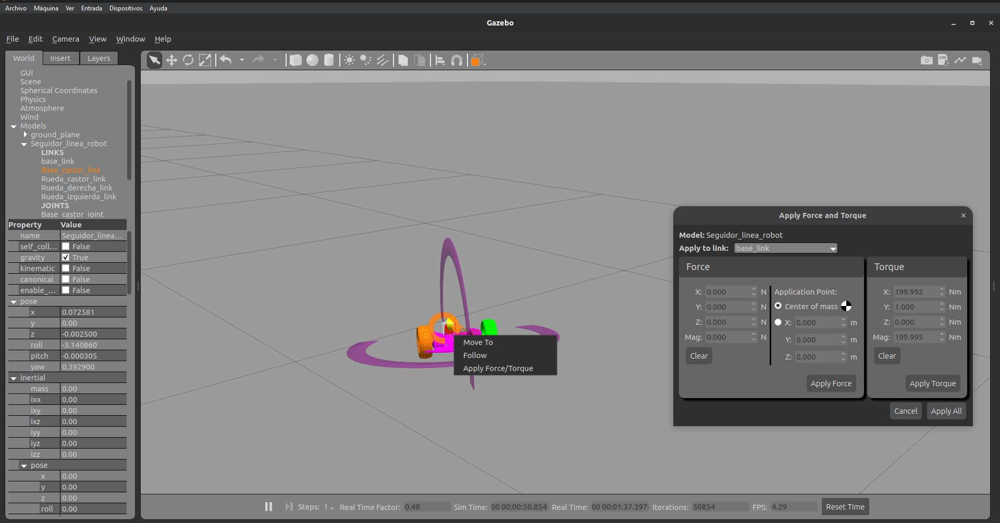 Archivo Máquina Ver Entrada Dispositivos Ayuda
Gazebo
File Edit Camera View Window Help
World Insert Layers
GUI
Scene
Spherical Coordinates
Physics
Atmosphere
Wind
Models
ground_plane
Seguidor_linea_robot
LINKS
base_link
Base_castor_link
Rueda_castor_link
Rueda_derecha_link
Rueda_izquierda_link
JOINTS
Base_castor_joint
Property Value
name Seguidor_linea...
self_coll... False
gravity True
kinematic False
canonical False
enable_... False
pose
x 0.072581
y 0.00
z -0.002500
roll -3.140860
pitch -0.000305
yaw 0.392900
inertial
mass 0.00
ixx 0.00
ixy 0.00
ixz 0.00
iyy 0.00
iyz 0.00
izz 0.00
pose
x 0.00
y 0.00
z 0.00
roll 0.00
LOG
Move To
Follow
Apply Force/Torque
Apply Force and Torque
Model: Seguidor_linea_robot
Apply to link: base_link
Force
X: 0.000 N
Y: 0.000 N
Z: 0.000 N
Mag: 0.000 N
Clear
Application Point:
Center of mass
X: 0.000 m
Y: 0.000 m
Z: 0.000 m
Apply Force
Torque
X: 199.992 Nm
Y: 1.000 Nm
Z: 0.000 Nm
Mag: 199.995 Nm
Clear
Apply Torque
Cancel Apply All
Steps: 1 Real Time Factor: 0.48 Sim Time: 00 00:00:50.854 Real Time: 00 00:01:37.397 Iterations: 50854 FPS: 4.29 Reset Time